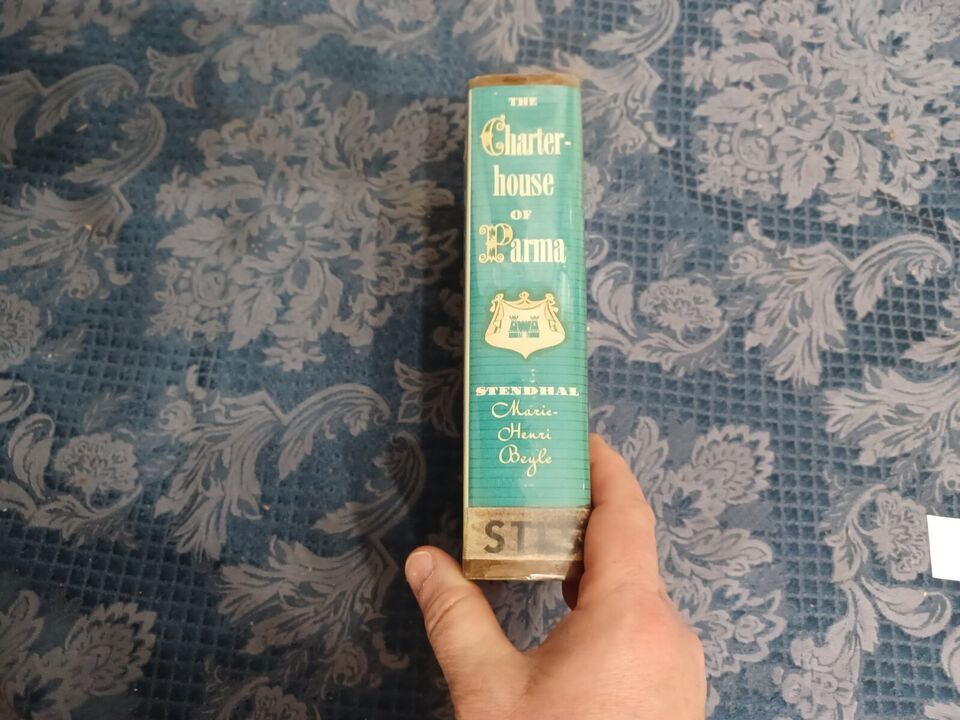 THE
Charter-
house
OF
Parma
STENDHAL
Marie-
Henri
Beyle
ST